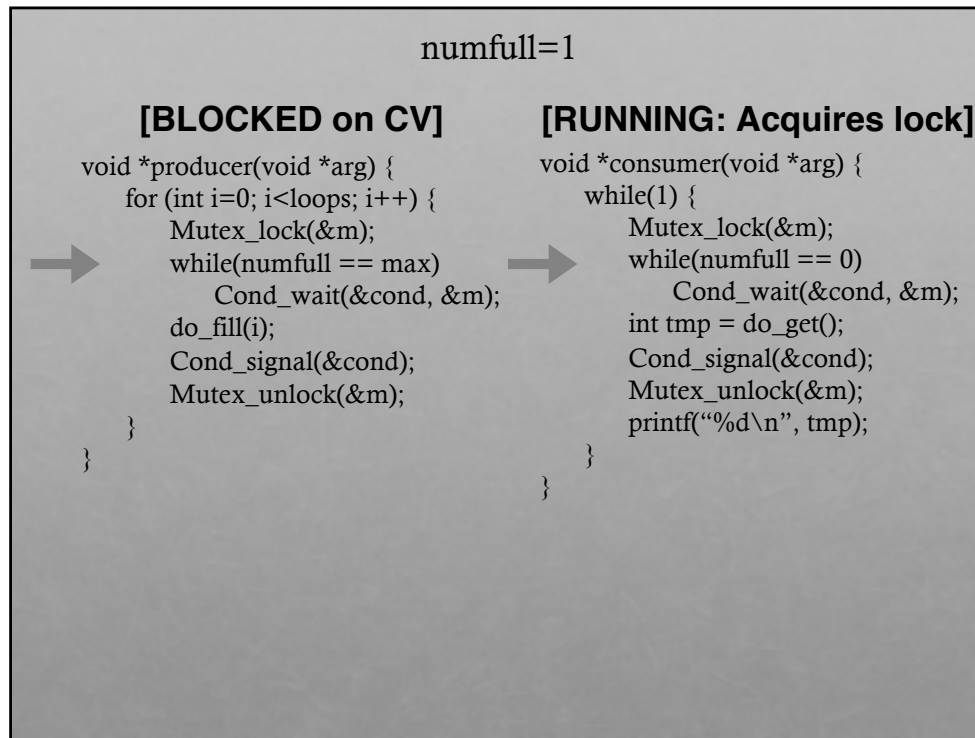 numfull=1
[BLOCKED on CV]
void *producer(void *arg) {
for (int i=0; i<loops; i++) {
Mutex_lock(&m);
while(numfull == max)
Cond_wait(&cond, &m);
do_fill(i);
Cond_signal(&cond);
Mutex_unlock(&m);
}
}
[RUNNING: Acquires lock]
void *consumer(void *arg) {
while(1) {
Mutex_lock(&m);
while(numfull == 0)
Cond_wait(&cond, &m);
int tmp = do_get();
Cond_signal(&cond);
Mutex_unlock(&m);
printf(“%d\n”, tmp);
}
}